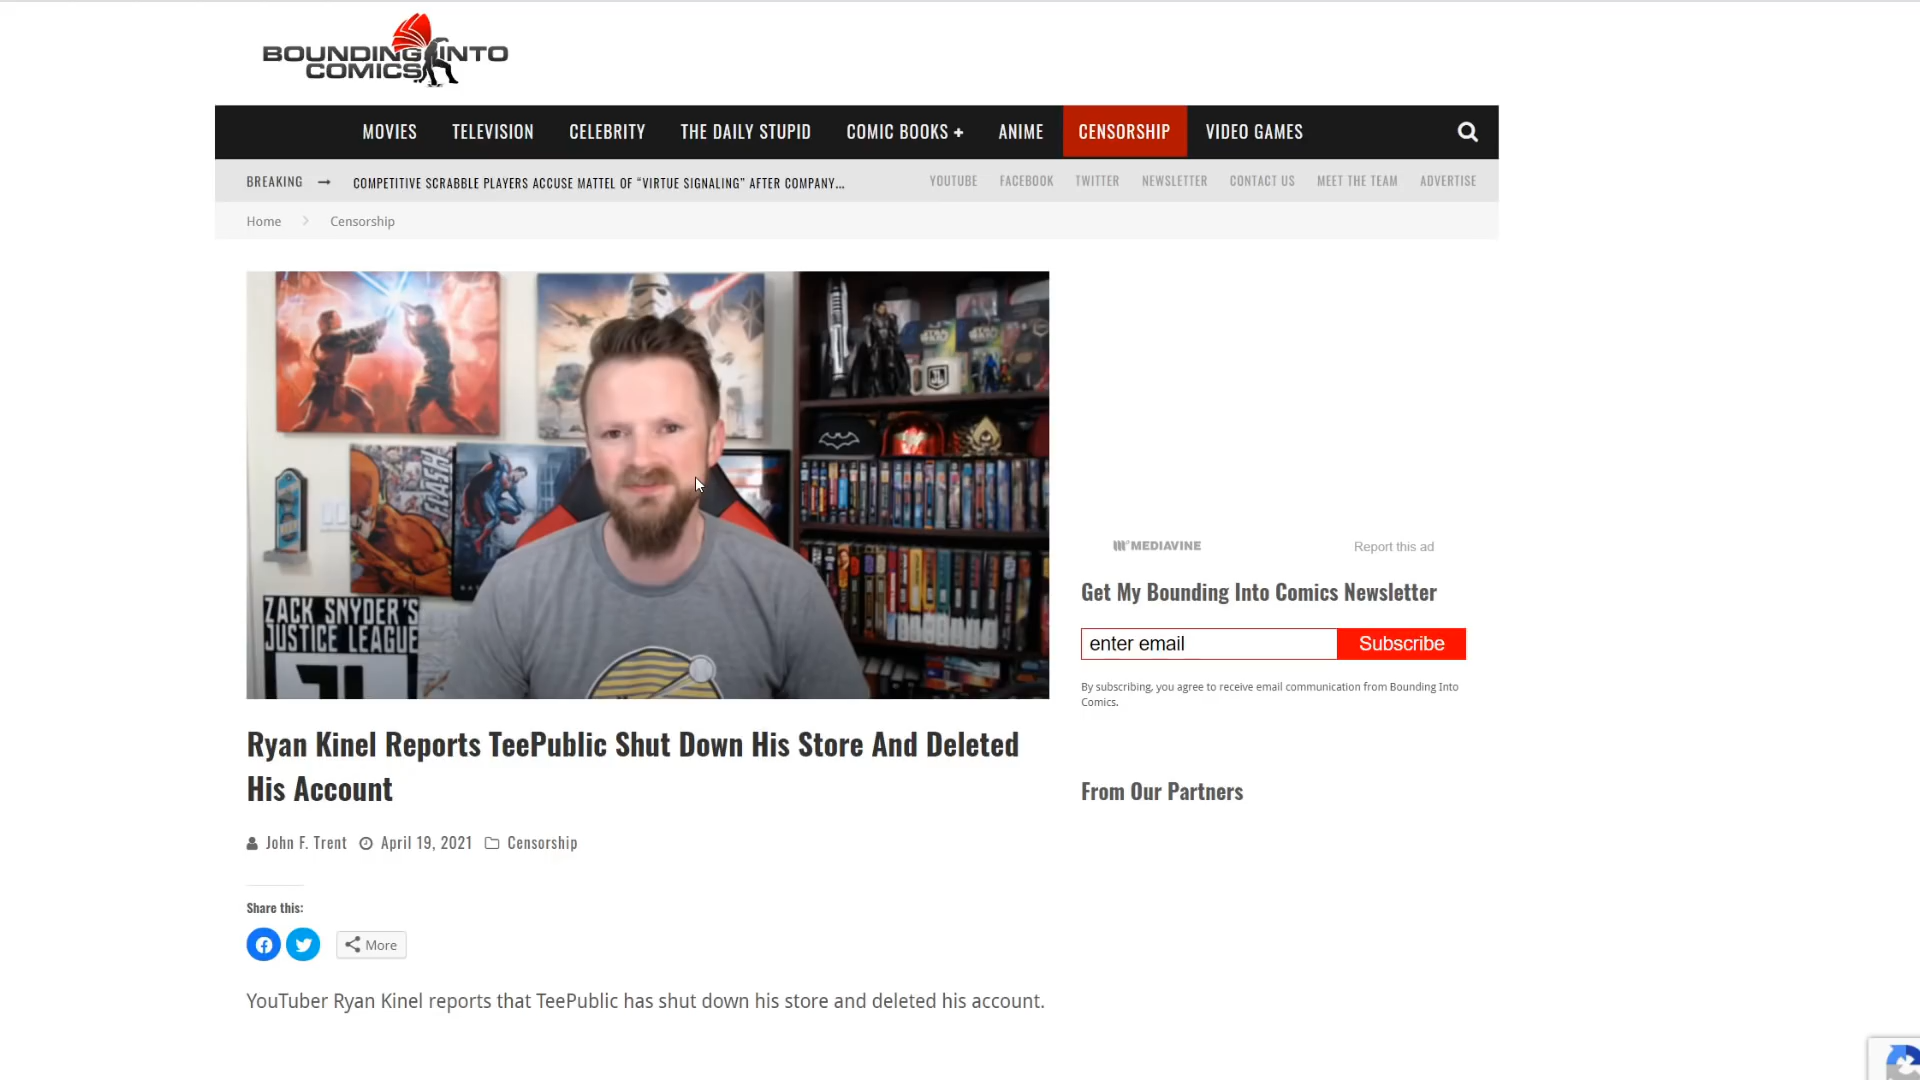 BOUNDING INTO
COMICS
MOVIES TELEVISION CELEBRITY THE DAILY STUPID COMIC BOOKS + ANIME CENSORSHIP VIDEO GAMES
BREAKING → COMPETITIVE SCRABBLE PLAYERS ACCUSE MATTEL OF “VIRTUE SIGNALING” AFTER COMPANY... YOUTUBE FACEBOOK TWITTER NEWSLETTER CONTACT US MEET THE TEAM ADVERTISE
Home > Censorship
FLASH
ZACK SNYDER'S
JUSTICE LEAGUE
JL
MEDIAVINE Report this ad
Get My Bounding Into Comics Newsletter
enter email Subscribe
By subscribing, you agree to receive email communication from Bounding Into
Comics.
Ryan Kinel Reports TeePublic Shut Down His Store And Deleted
His Account
From Our Partners
John F. Trent April 19, 2021 Censorship
Share this:
More
YouTuber Ryan Kinel reports that TeePublic has shut down his store and deleted his account.